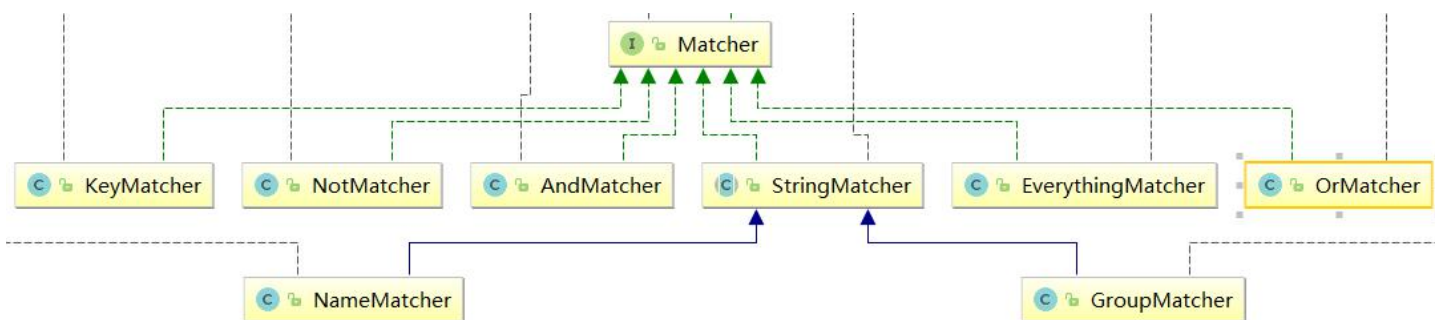 I Matcher
C KeyMatcher
C NotMatcher
C AndMatcher
C StringMatcher
C EverythingMatcher
C OrMatcher
C NameMatcher
C GroupMatcher